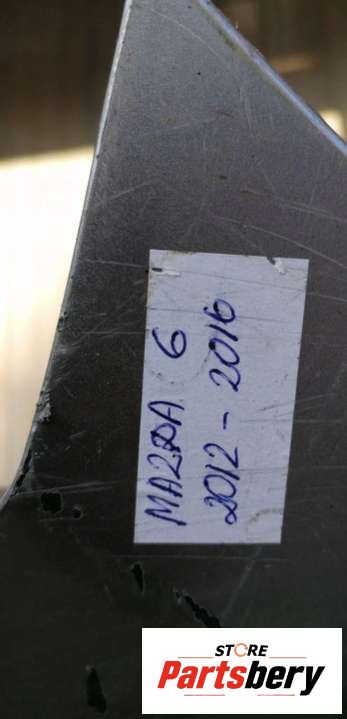 MAZDA 6
2012 - 2016
STORE
Partsbery